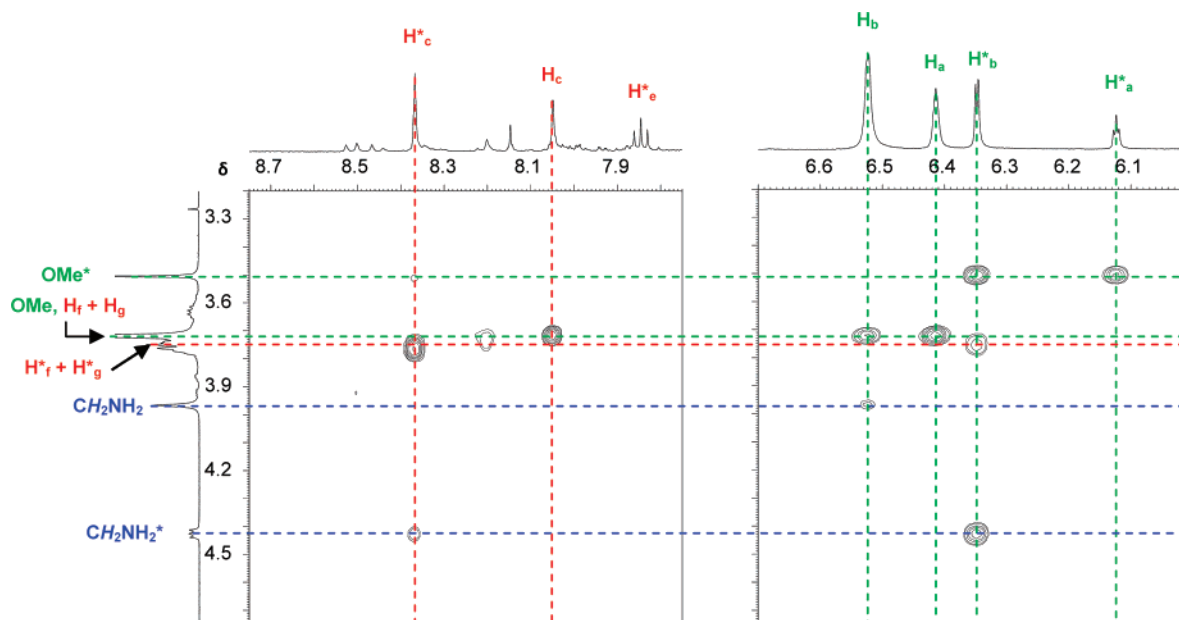 H*c
Hc
H*e
Hb
Ha
H*b
H*a
δ 8.7 8.5 8.3 8.1 7.9
6.6 6.5 6.4 6.3 6.2 6.1
3.3
OMe*
3.6
OMe, Hf + Hg
H*f + H*g
3.9
CH2NH2
4.2
CH2NH2*
4.5